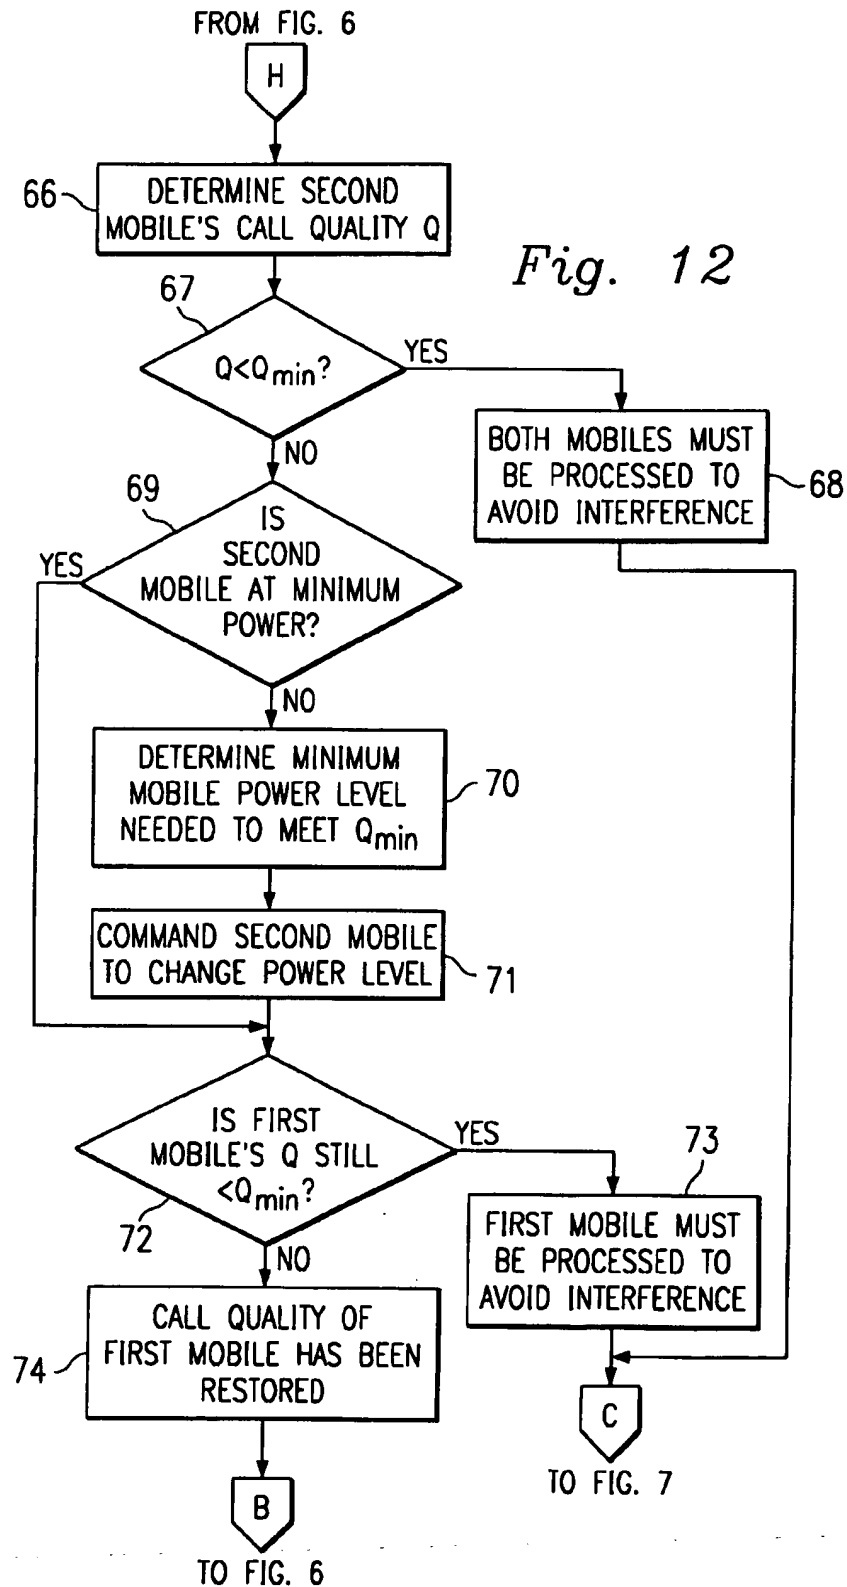 FROM FIG. 6
H
66
DETERMINE SECOND
MOBILE'S CALL QUALITY Q
Fig. 12
67
Q<Qmin?
YES
NO
BOTH MOBILES MUST
BE PROCESSED TO
AVOID INTERFERENCE
68
69
IS
SECOND
MOBILE AT MINIMUM
POWER?
YES
NO
DETERMINE MINIMUM
MOBILE POWER LEVEL
NEEDED TO MEET Qmin
70
COMMAND SECOND MOBILE
TO CHANGE POWER LEVEL
71
IS FIRST
MOBILE'S Q STILL
<Qmin?
72
YES
NO
73
FIRST MOBILE MUST
BE PROCESSED TO
AVOID INTERFERENCE
74
CALL QUALITY OF
FIRST MOBILE HAS BEEN
RESTORED
C
TO FIG. 7
B
TO FIG. 6